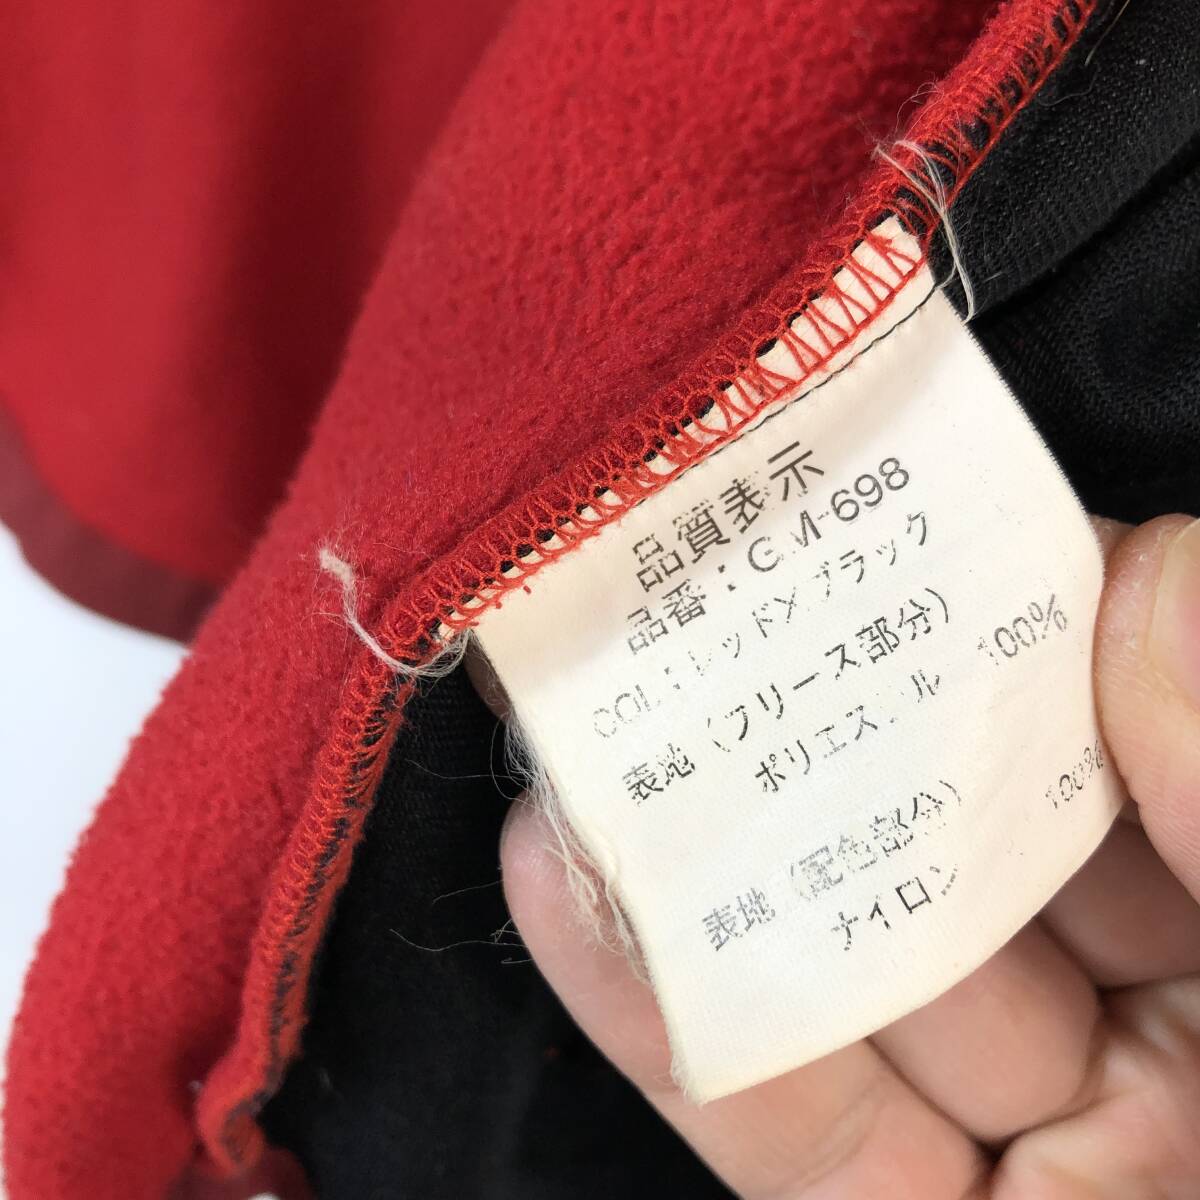 品質表示
品番:GM-698
COL:レッド×ブラック
表地(フリース部分)
ポリエステル 100%
表地(配色部分)
ナイロン 100%